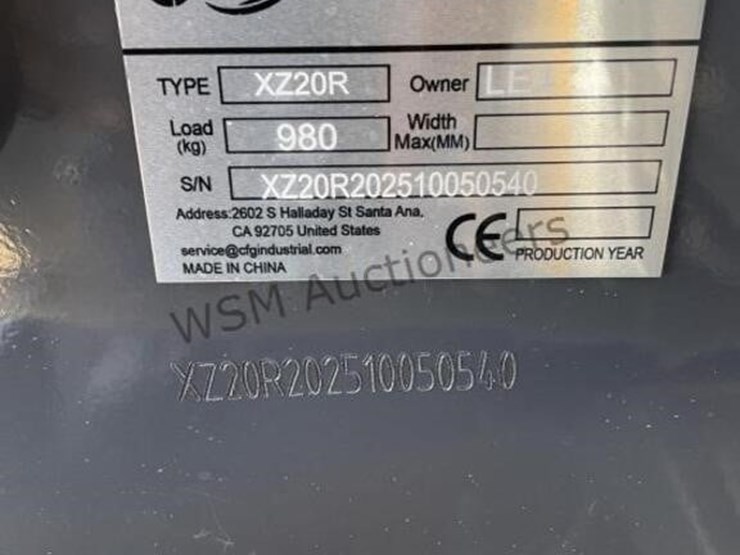 TYPE XZ20R Owner
Load (kg) 980 Width Max(MM)
S/N XZ20R202510050540
Address:2602 S Halladay St Santa Ana,
CA 92705 United States
service@cfgindustrial.com
MADE IN CHINA
CE PRODUCTION YEAR
WSM Auctioneers
XZ20R202510050540